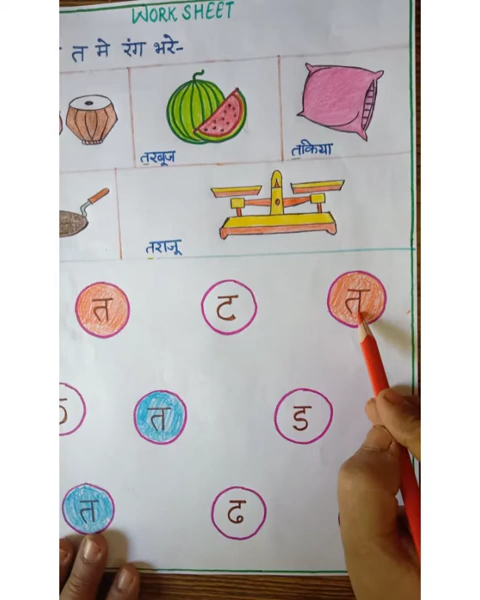 WORK SHEET
त मे रंग भरे-
तरबूज
तकिया
तराजू
त ट त
त ड
त ढ